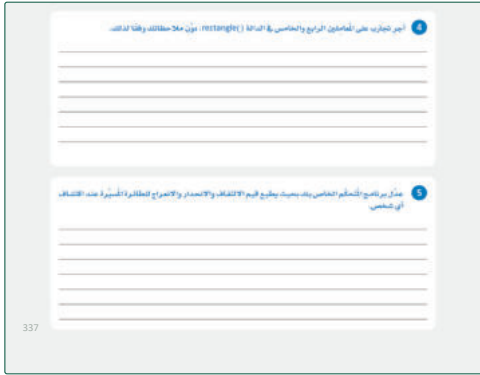 4 أجرِ تجارب على المُعاملين الرابع والخامس في الدالة ()rectangle، دوّن ملاحظاتك وفقًا لذلك.
5 عدّل برنامج المُتحكّم الخاص بك بحيث يطبع قيم الالتفاف والانحدار والانعراج للطائرة المُسيّرة عند اكتشاف
أي شخص.
337